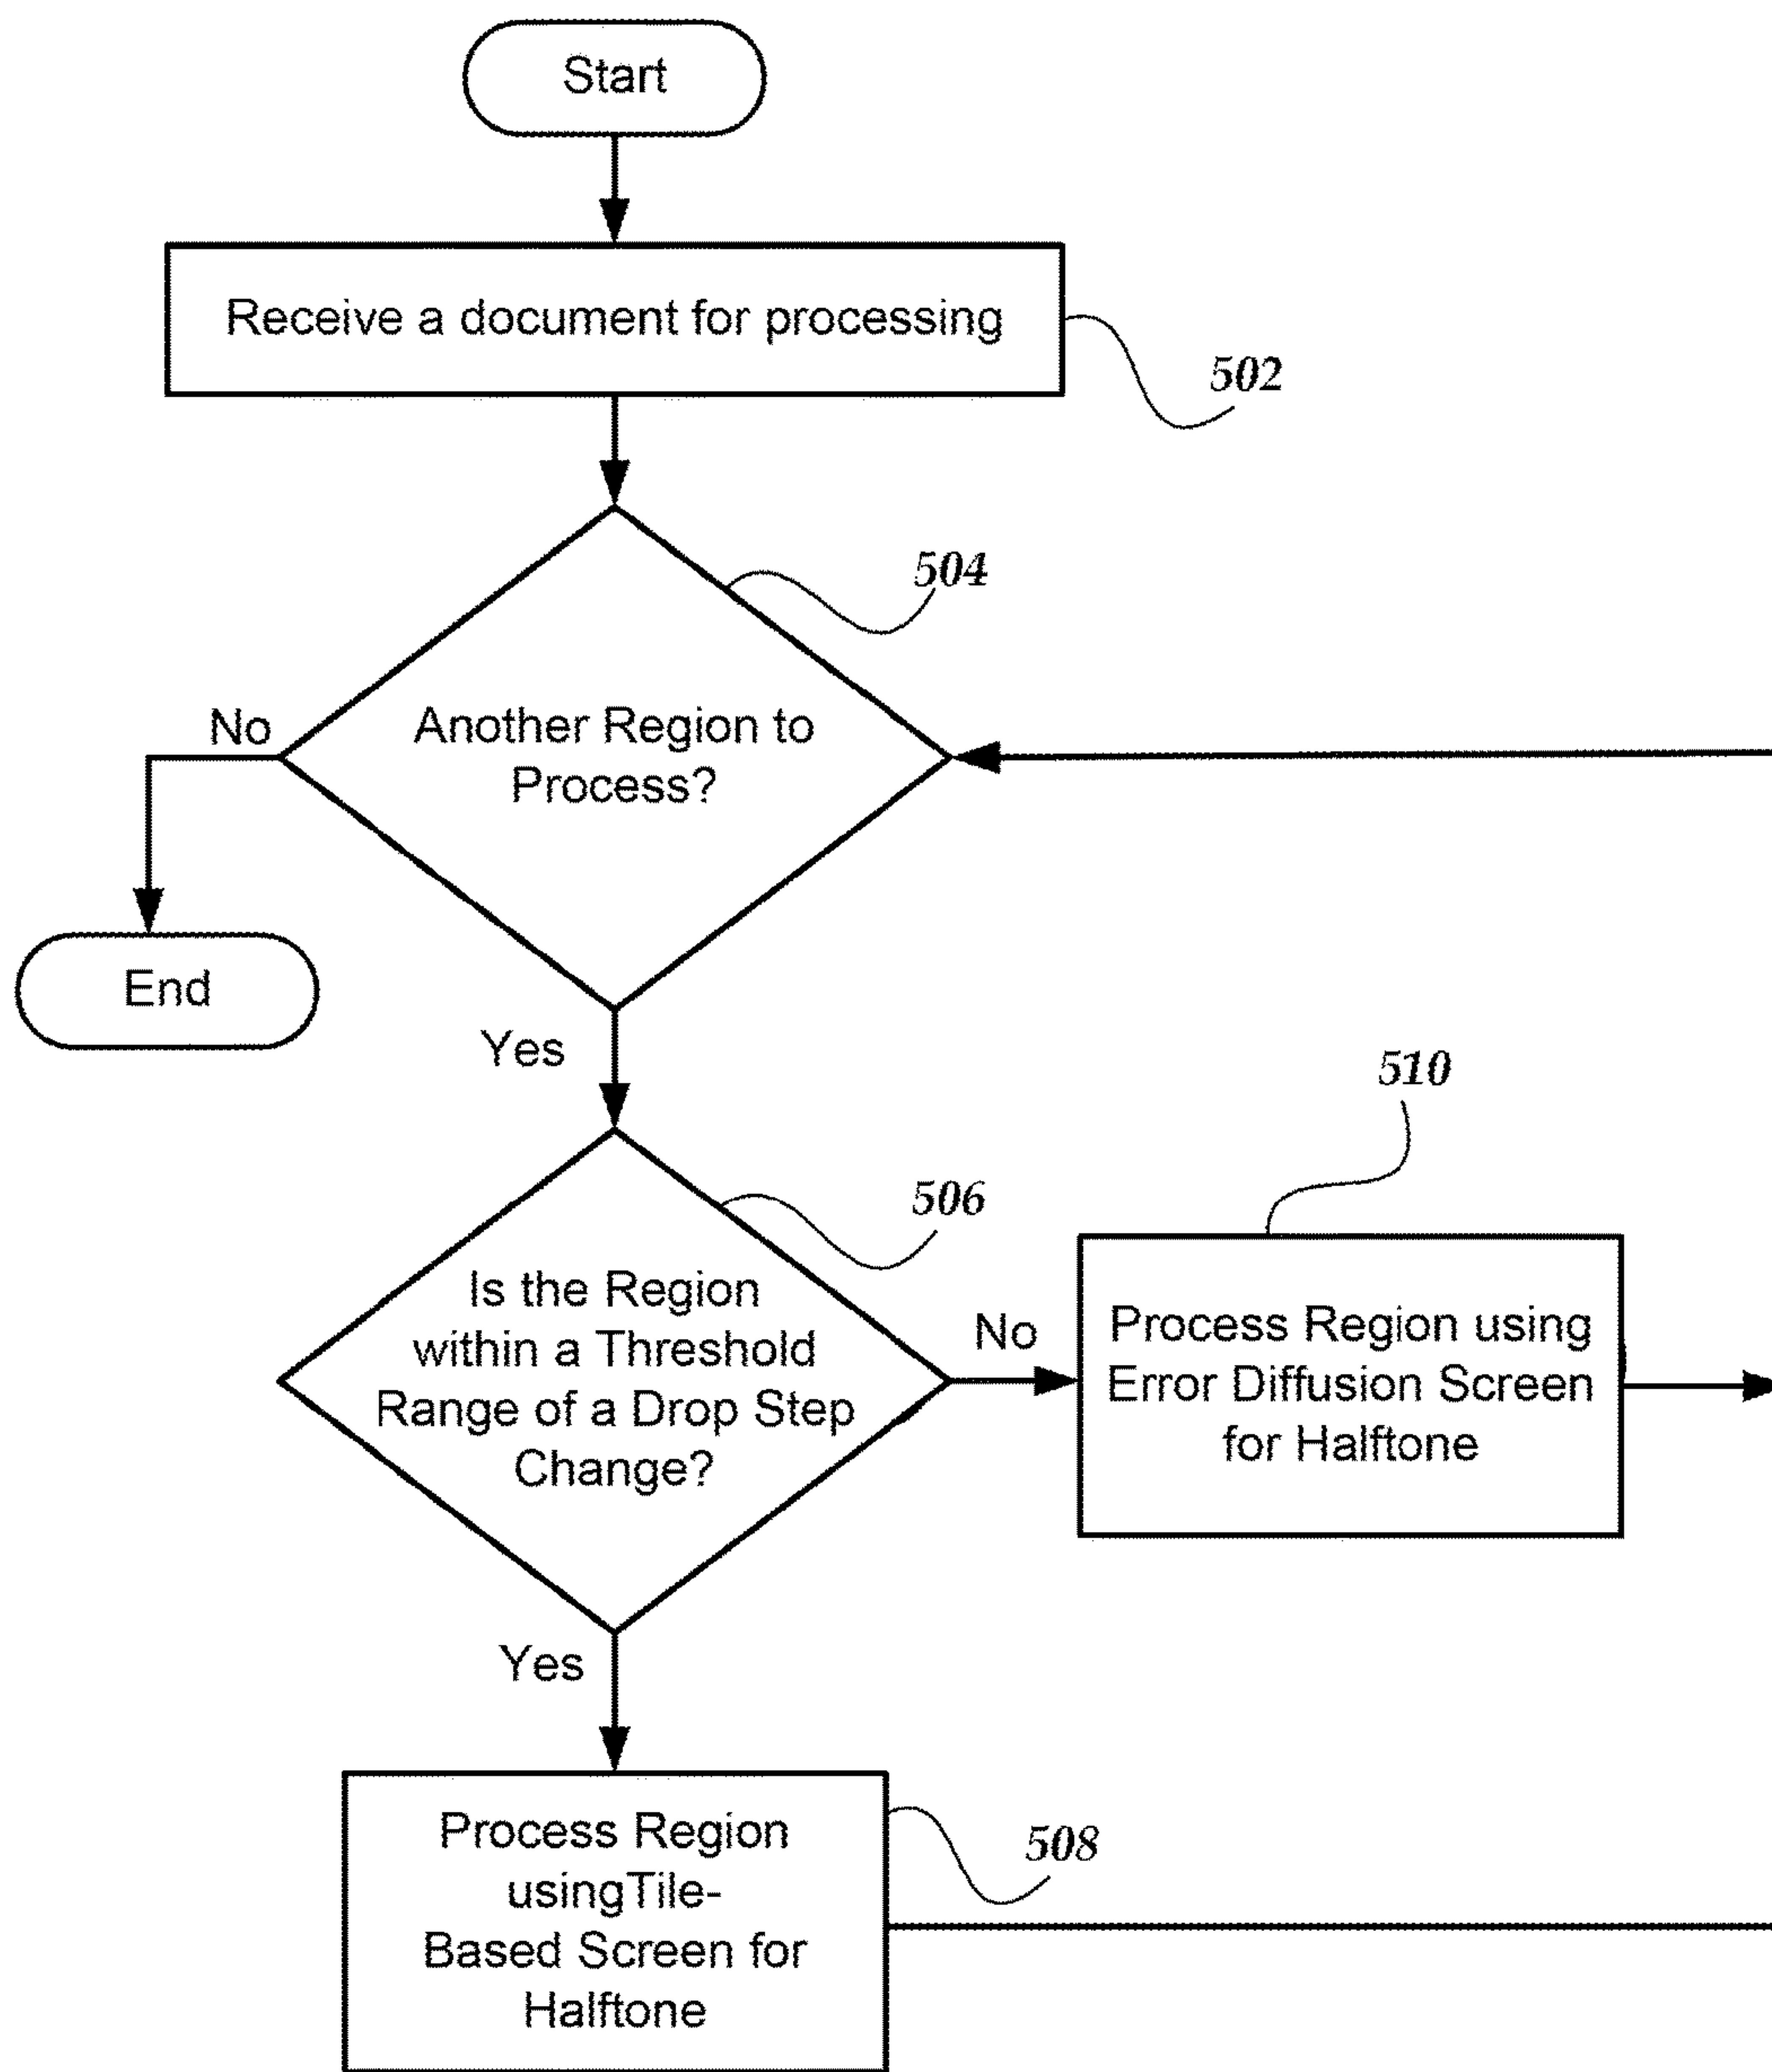 Start
Receive a document for processing
502
504
Another Region to
Process?
No
End
Yes
506
Is the Region
within a Threshold
Range of a Drop Step
Change?
No
510
Process Region using
Error Diffusion Screen
for Halftone
Yes
508
Process Region
usingTile-
Based Screen for
Halftone